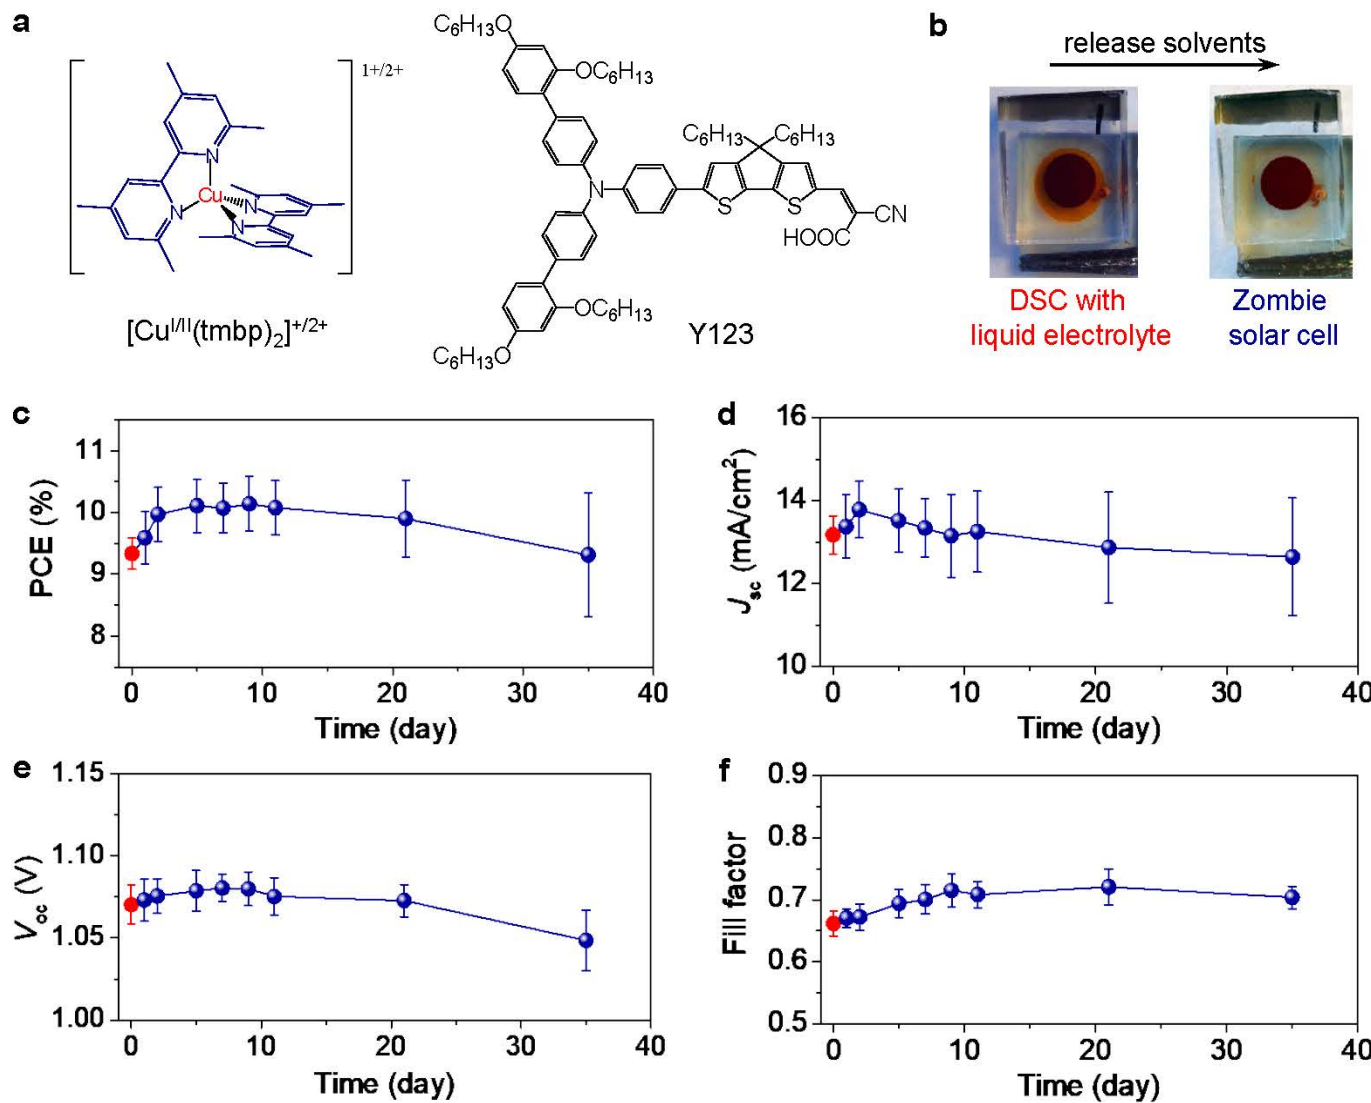 a
[Cu
N
N
N
N
]1+/2+
[Cu^I/II(tmbp)2]+/2+
C6H13O
OC6H13
C6H13 C6H13
N
S
S
CN
HOOC
OC6H13
C6H13O
Y123
b
release solvents
DSC with
liquid electrolyte
Zombie
solar cell
c
PCE (%)
11
10
9
8
0 10 20 30 40
Time (day)
d
Jsc (mA/cm2)
16
14
12
10
0 10 20 30 40
Time (day)
e
Voc (V)
1.15
1.10
1.05
1.00
0 10 20 30 40
Time (day)
f
Fill factor
0.9
0.8
0.7
0.6
0.5
0 10 20 30 40
Time (day)